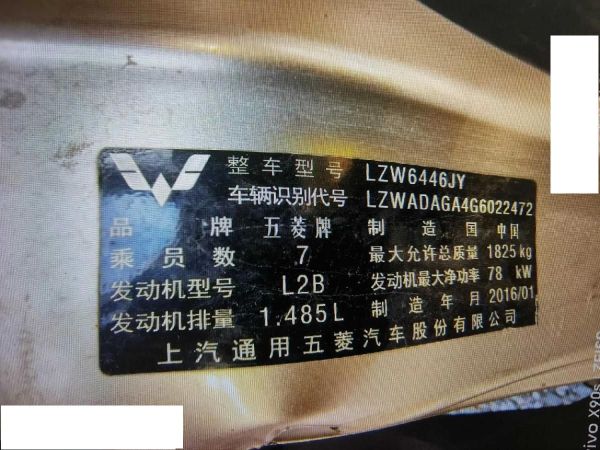 整车型号 LZW6446JY
车辆识别代号 LZWADAGA4G6022472
品牌 五菱牌 制造国 中国
乘员数 7 最大允许总质量 1825 kg
发动机型号 L2B 发动机最大净功率 78 kW
发动机排量 1.485L 制造年月 2016/01
上汽通用五菱汽车股份有限公司
vivo X90s